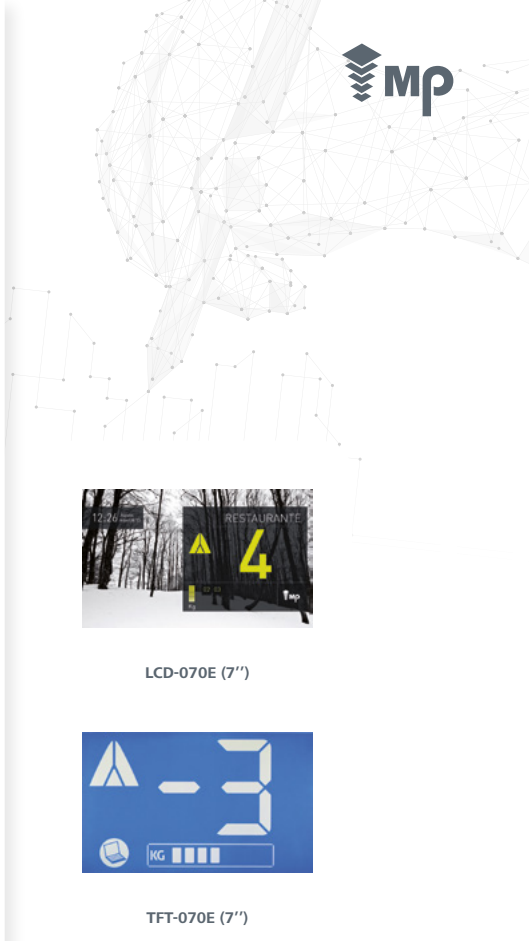 MP
12:26
RESTAURANTE
4
Kg
MP
LCD-070E (7’’)
-3
KG
TFT-070E (7’’)